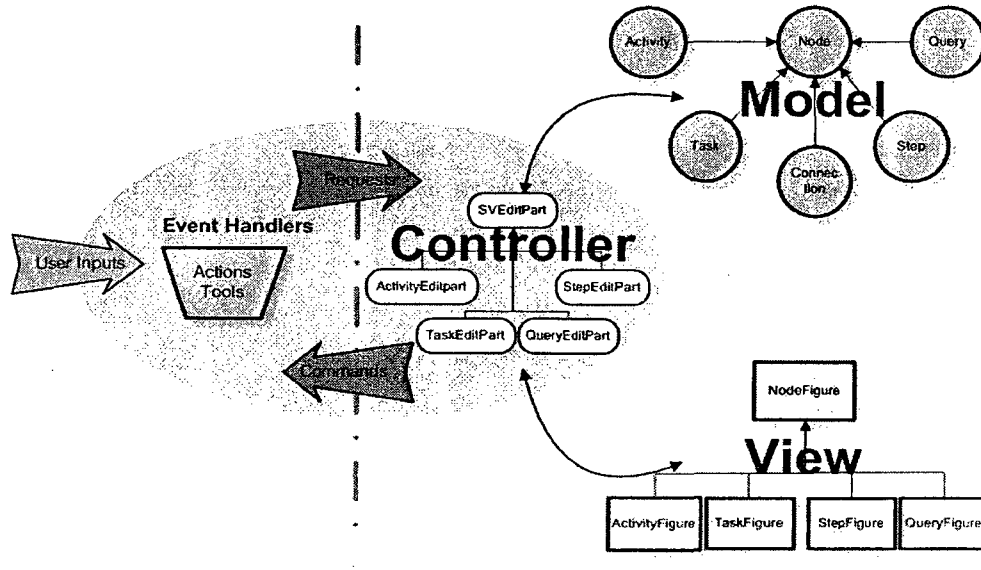 Activity
Node
Query
Model
Task
Step
Connec
tion
Requests
SVEditPart
Event Handlers
Controller
User Inputs
Actions
Tools
ActivityEditpart
StepEditPart
TaskEditPart
QueryEditPart
Commands
NodeFigure
View
ActivityFigure
TaskFigure
StepFigure
QueryFigure